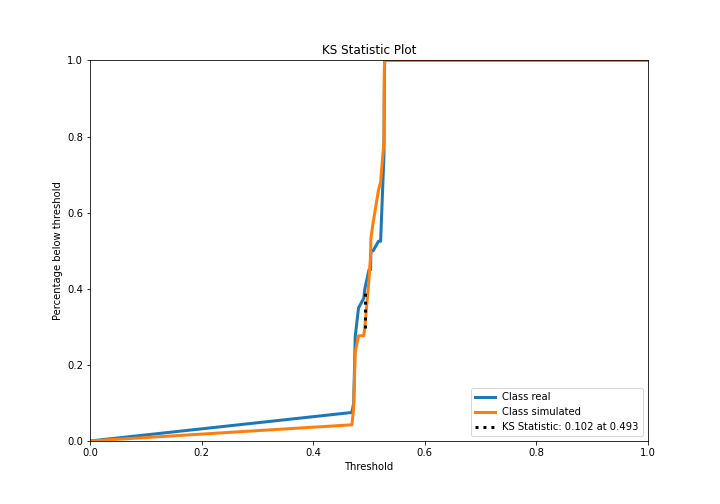 KS Statistic Plot
Percentage below threshold
1.0
0.8
0.6
0.4
0.2
0.0
0.0 0.2 0.4 0.6 0.8 1.0
Threshold
Class real
Class simulated
KS Statistic: 0.102 at 0.493